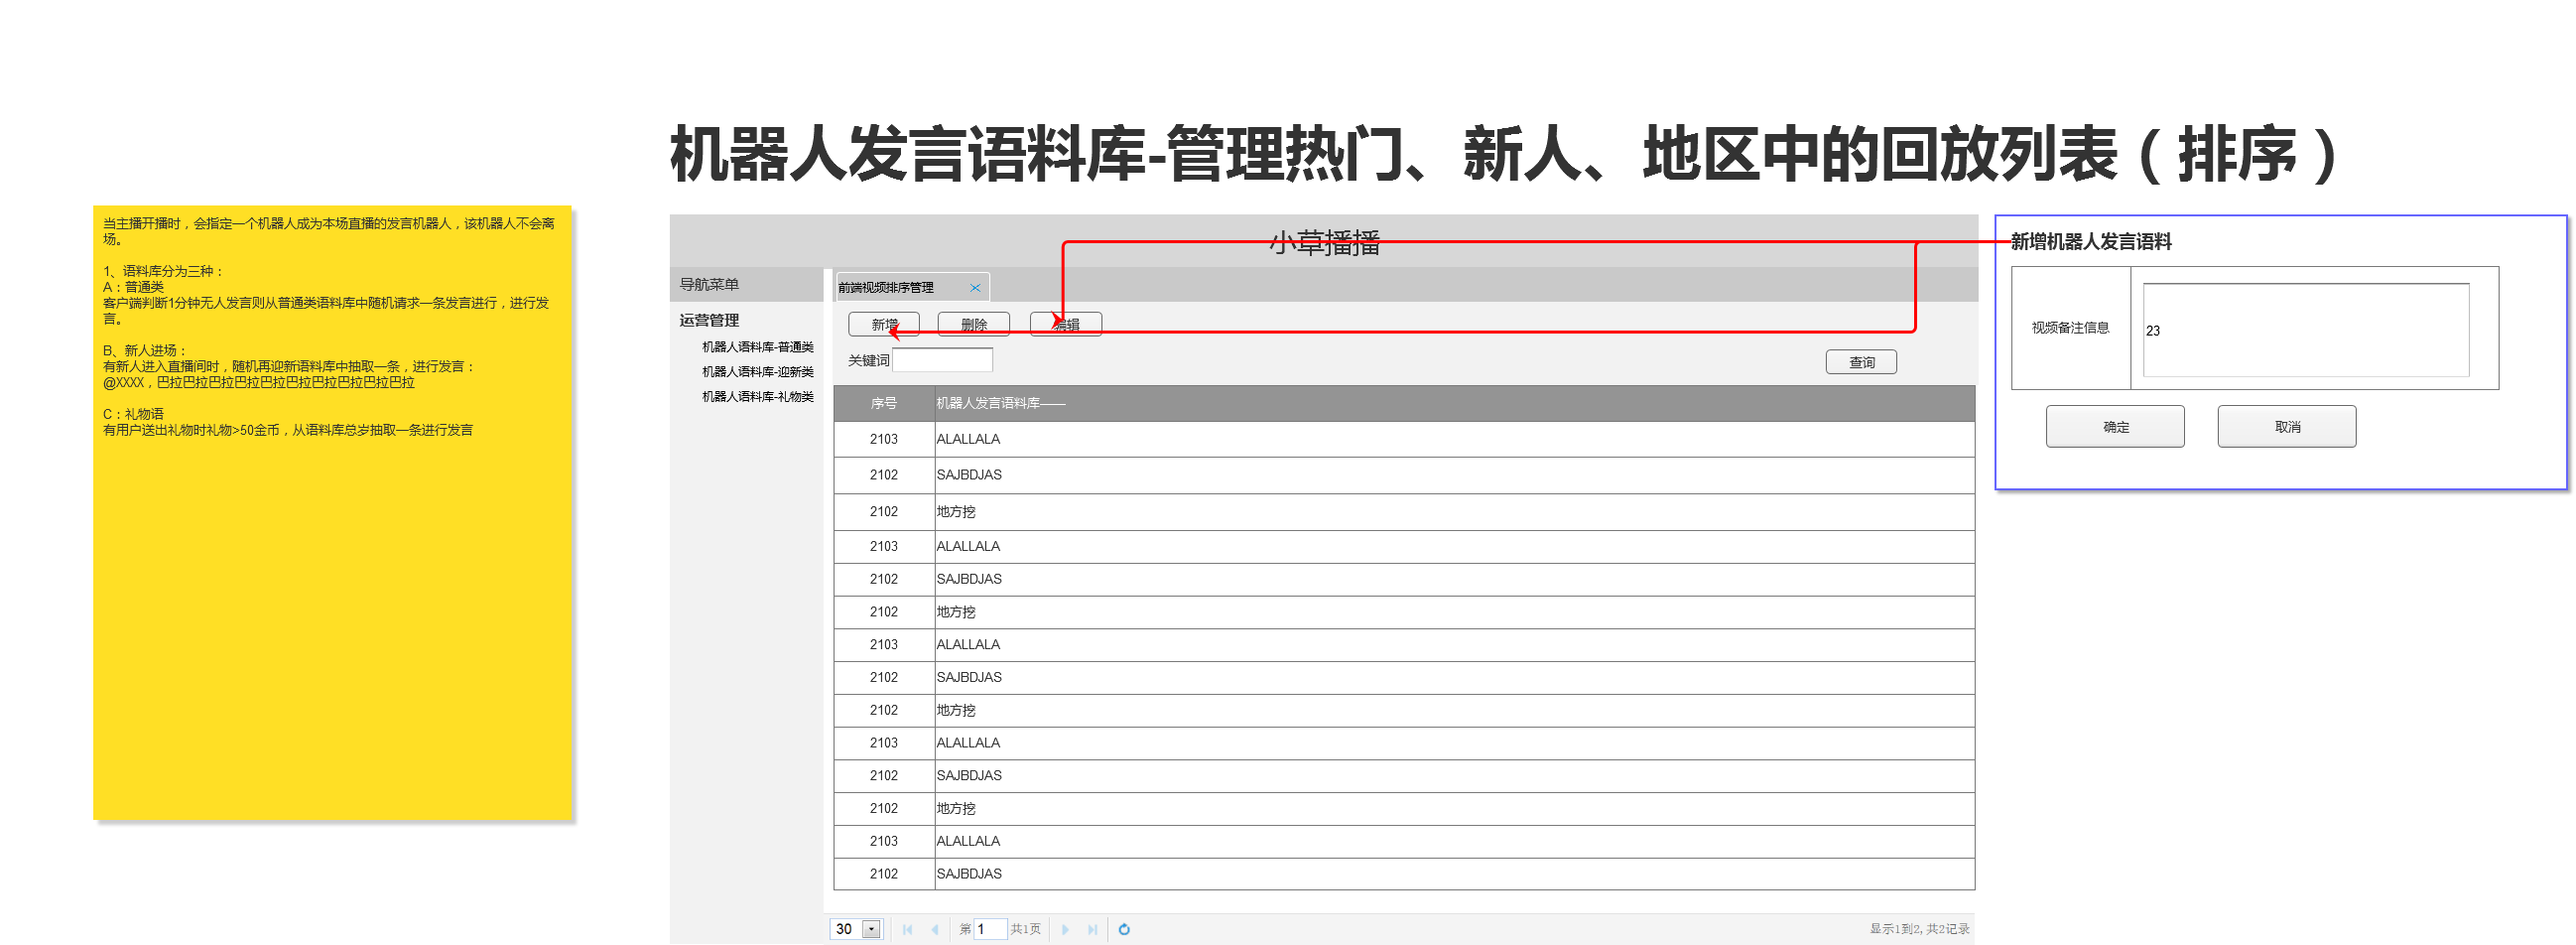 机器人发言语料库-管理热门、新人、地区中的回放列表（排序）
当主播开播时，会指定一个机器人成为本场直播的发言机器人，该机器人不会离
场。
1、语料库分为三种：
A：普通类
客户端判断1分钟无人发言则从普通类语料库中随机请求一条发言进行，进行发
言。
B、新人进场：
有新人进入直播间时，随机再迎新语料库中抽取一条，进行发言：
@XXXX，巴拉巴拉巴拉巴拉巴拉巴拉巴拉巴拉巴拉巴拉
C：礼物语
有用户送出礼物时礼物>50金币，从语料库总岁抽取一条进行发言
小草播播
导航菜单
运营管理
机器人语料库-普通类
机器人语料库-迎新类
机器人语料库-礼物类
前端视频排序管理
新增 删除 编辑
关键词 查询
序号 机器人发言语料库——
2103 ALALLALA
2102 SAJBDJAS
2102 地方挖
2103 ALALLALA
2102 SAJBDJAS
2102 地方挖
2103 ALALLALA
2102 SAJBDJAS
2102 地方挖
2103 ALALLALA
2102 SAJBDJAS
2102 地方挖
2103 ALALLALA
2102 SAJBDJAS
30 第 1 共1页 显示1到2, 共2记录
新增机器人发言语料
视频备注信息 23
确定 取消